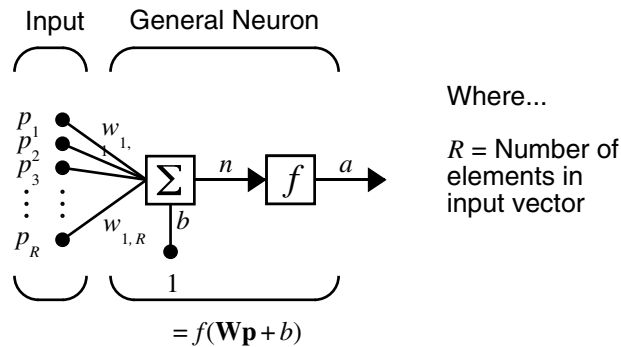 Input General Neuron
p1 w1,1
p2
p3
Σ n f a
pR w1, R b
1
= f(Wp + b)
Where...
R = Number of
elements in
input vector